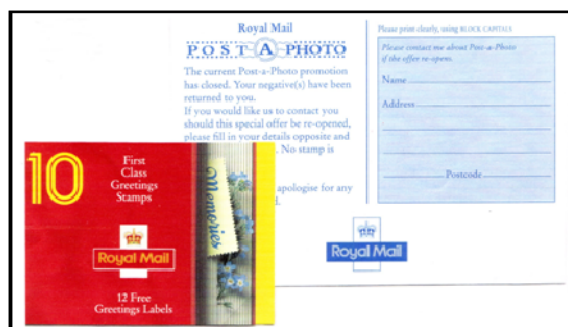 Royal Mail
POST A PHOTO
The current Post-a-Photo promotion
has closed. Your negative(s) have been
returned to you.
If you would like us to contact you
should this special offer be re-opened,
please fill in your details opposite and
. No stamp is
apologise for any
d.
Please print clearly, using BLOCK CAPITALS
Please contact me about Post-a-Photo
if the offer re-opens.
Name
Address
Postcode
Royal Mail
10
First
Class
Greetings
Stamps
Memories
Royal Mail
12 Free
Greetings Labels